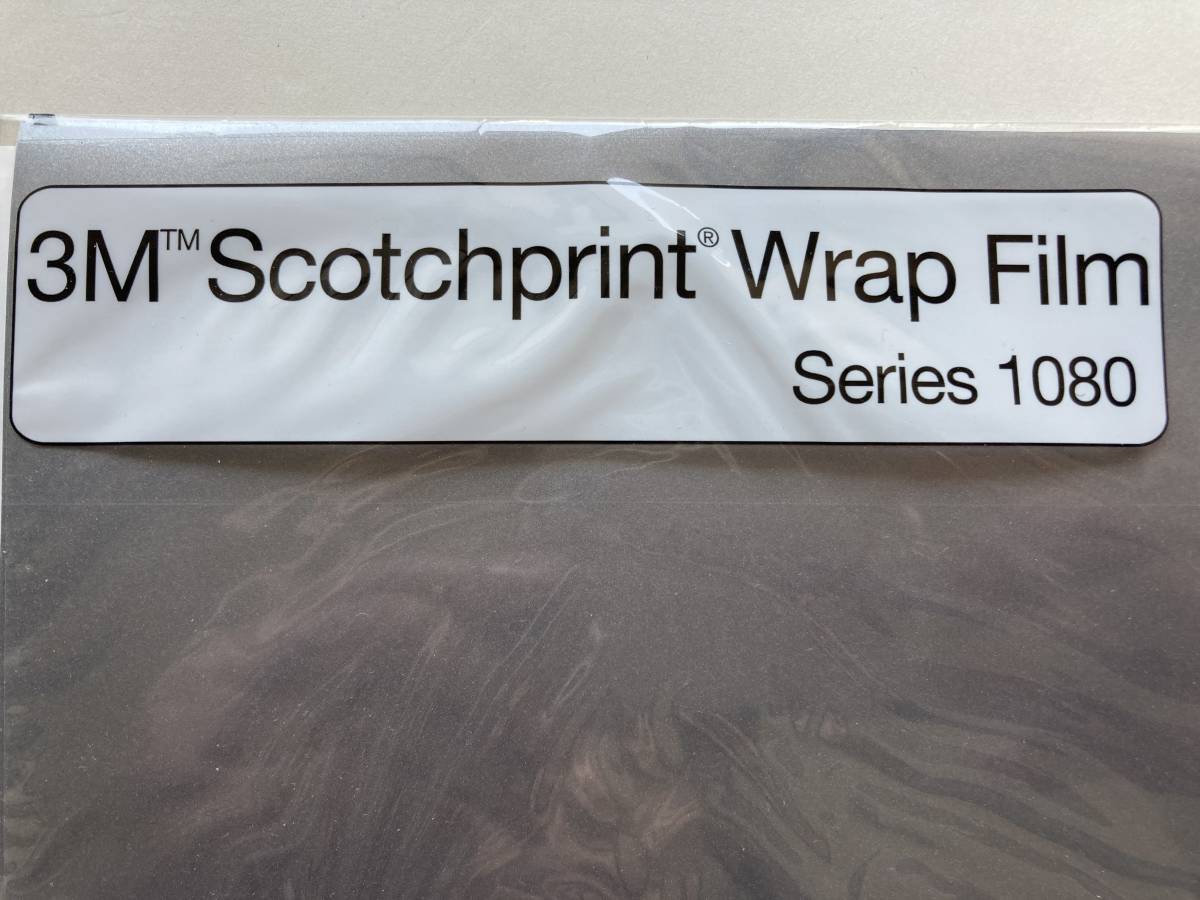 3M™ Scotchprint® Wrap Film
Series 1080